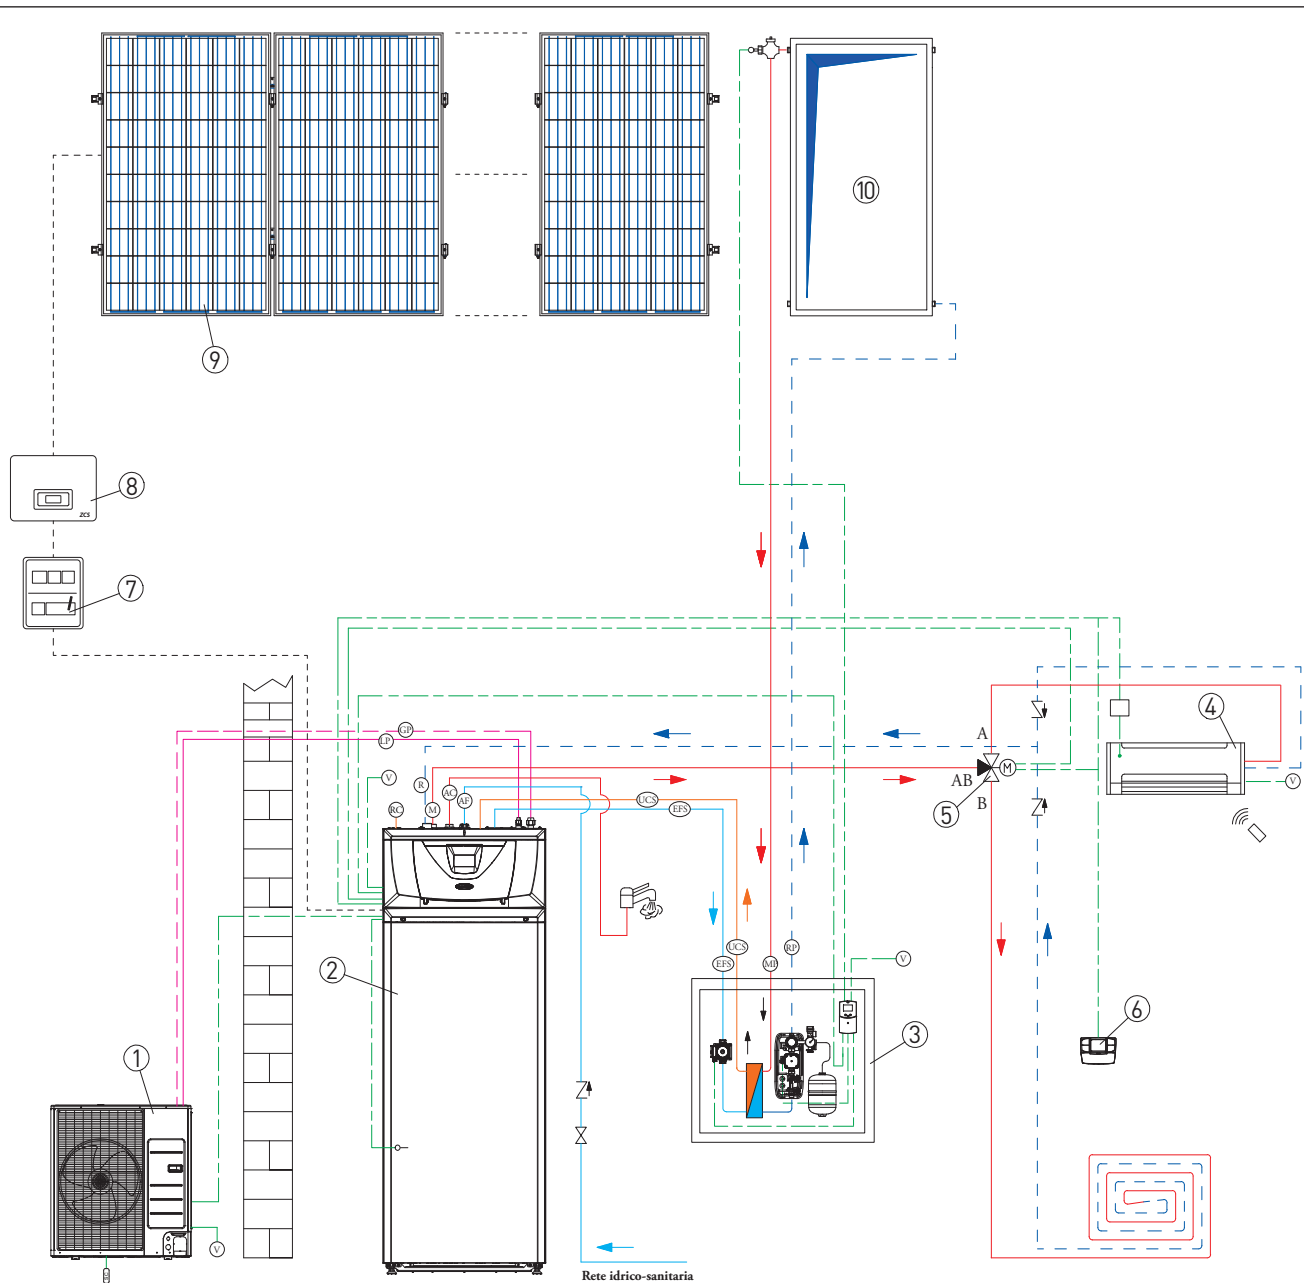 10
9
8
ZCS
7
4
A
GP
LP
M
V
R
AC
AB
V
RC
M
AF
UCS
EFS
5
B
UCS
RP
EFS
MP
V
2
6
3
1
V
Rete idrico-sanitaria